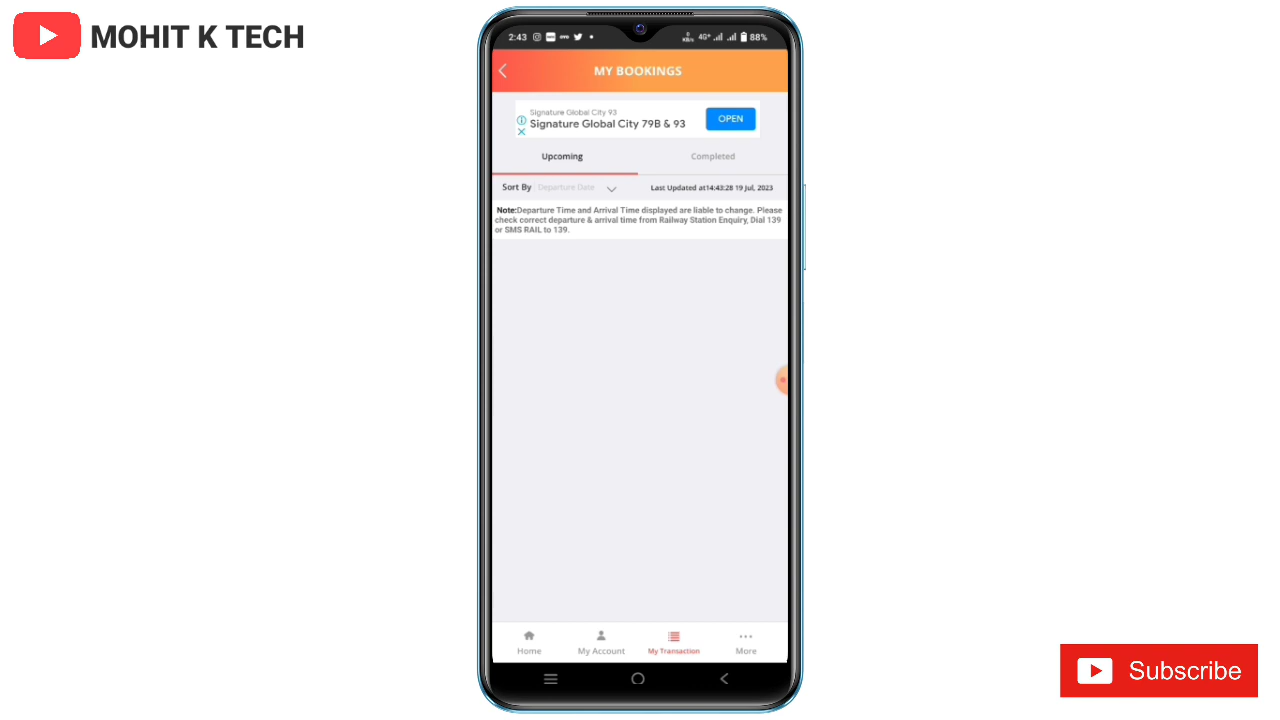 MOHIT K TECH
2:43
4G+
88%
MY BOOKINGS
Signature Global City 93
Signature Global City 79B & 93
OPEN
Upcoming
Completed
Sort By
Departure Date
Last Updated at14:43:28 19 Jul, 2023
Note:Departure Time and Arrival Time displayed are liable to change. Please
check correct departure & arrival time from Railway Station Enquiry, Dial 139
or SMS RAIL to 139.
Home
My Account
My Transaction
More
Subscribe